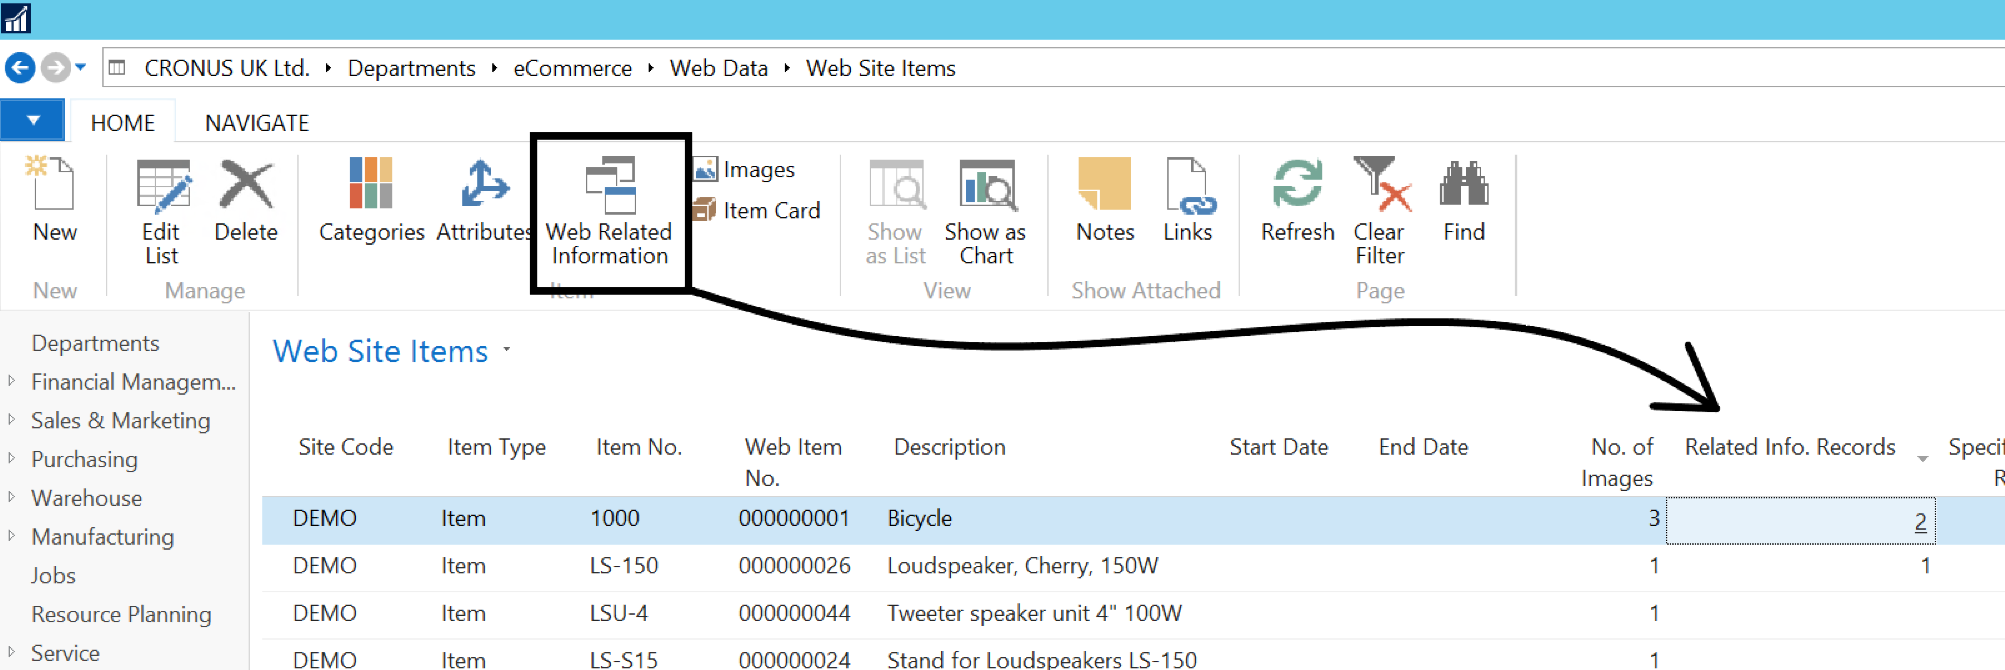 CRONUS UK Ltd. Departments eCommerce Web Data Web Site Items
HOME NAVIGATE
New
Edit List
Delete
Categories
Attributes
Web Related Information
Images
Item Card
Show as List
Show as Chart
Notes
Links
Refresh
Clear Filter
Find
New Manage Item View Show Attached Page
Departments
Financial Managem...
Sales & Marketing
Purchasing
Warehouse
Manufacturing
Jobs
Resource Planning
Service
Web Site Items
Site Code Item Type Item No. Web Item No. Description Start Date End Date No. of Images Related Info. Records
DEMO Item 1000 000000001 Bicycle 3 2
DEMO Item LS-150 000000026 Loudspeaker, Cherry, 150W 1 1
DEMO Item LSU-4 000000044 Tweeter speaker unit 4" 100W 1
DEMO Item LS-S15 000000024 Stand for Loudspeakers LS-150 1